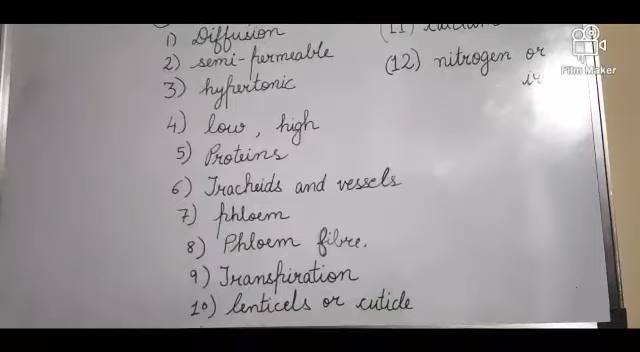 1) Diffusion
2) semi-permeable
3) hypertonic
4) low, high
5) Proteins
6) Tracheids and vessels
7) phloem
8) Phloem fibre.
9) Transpiration
10) lenticels or cuticle
(11)
(12) nitrogen or
Film Maker